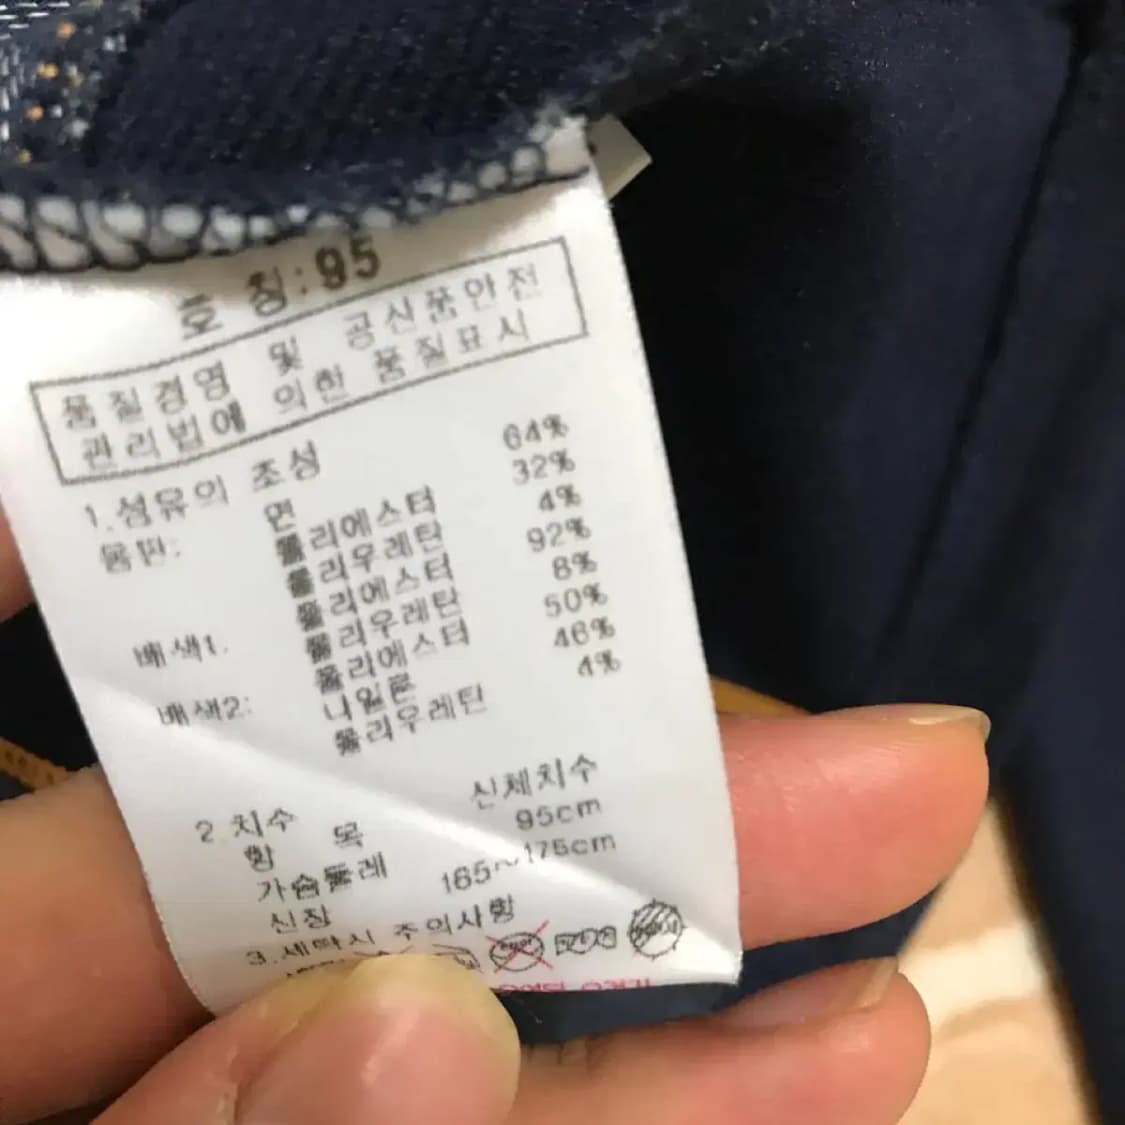 호 칭:95
품질경영 및 공산품안전
관리법에 의한 품질표시
1.섬유의 조성
몸판: 면 64%
폴리에스터 32%
폴리우레탄 4%
배색1. 폴리에스터 92%
폴리우레탄 8%
배색2: 폴리에스터 50%
나일론 46%
폴리우레탄 4%
2.치수
항 목 신체치수
가슴둘레 95cm
신장 165~175cm
3.세탁시 주의사항